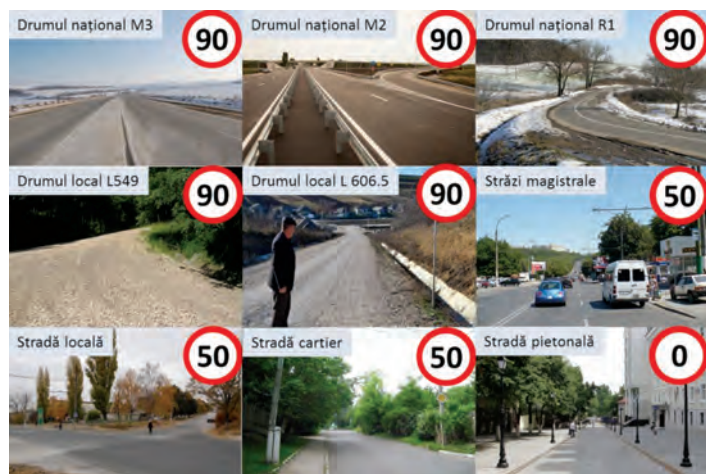 Drumul național M3
90
Drumul național M2
90
Drumul național R1
90
Drumul local L549
90
Drumul local L 606.5
90
Străzi magistrale
50
Stradă locală
50
Stradă cartier
50
Stradă pietonală
0